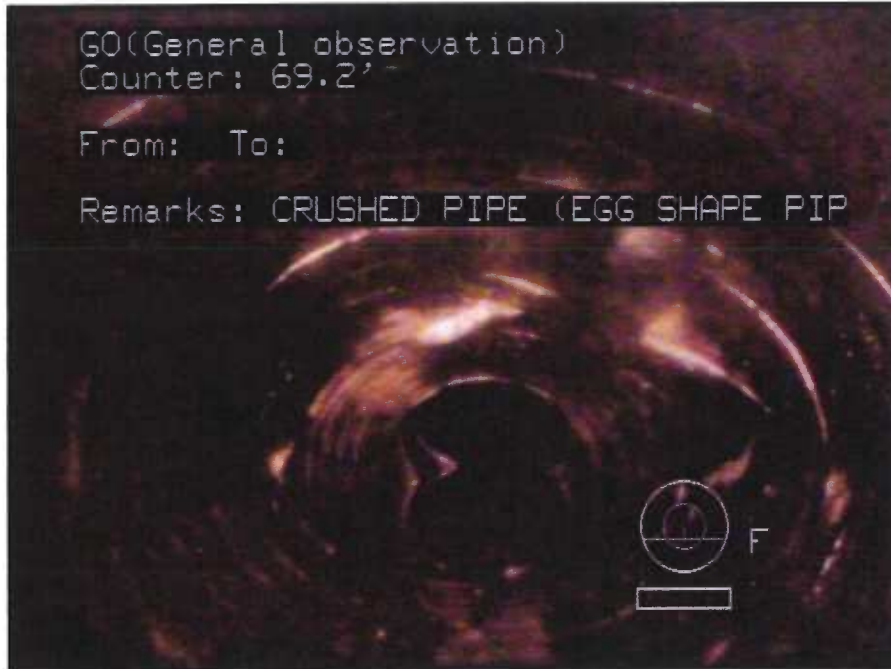 GO(General observation)
Counter: 69.2'
From: To:
Remarks: CRUSHED PIPE (EGG SHAPE PIP
F